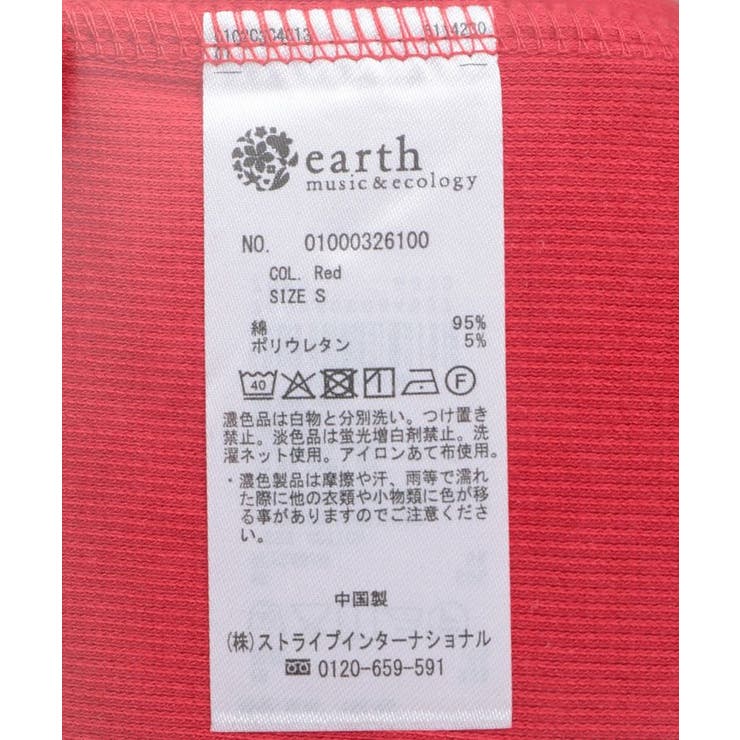 earth
music&ecology
NO. 01000326100
COL. Red
SIZE S
綿 95%
ポリウレタン 5%
40
F
濃色品は白物と分別洗い。つけ置き
禁止。淡色品は蛍光増白剤禁止。洗
濯ネット使用。アイロンあて布使用。
・濃色製品は摩擦や汗、雨等で濡れ
た際に他の衣類や小物類に色が移
る事がありますのでご注意くださ
い。
中国製
(株)ストライプインターナショナル
0120-659-591